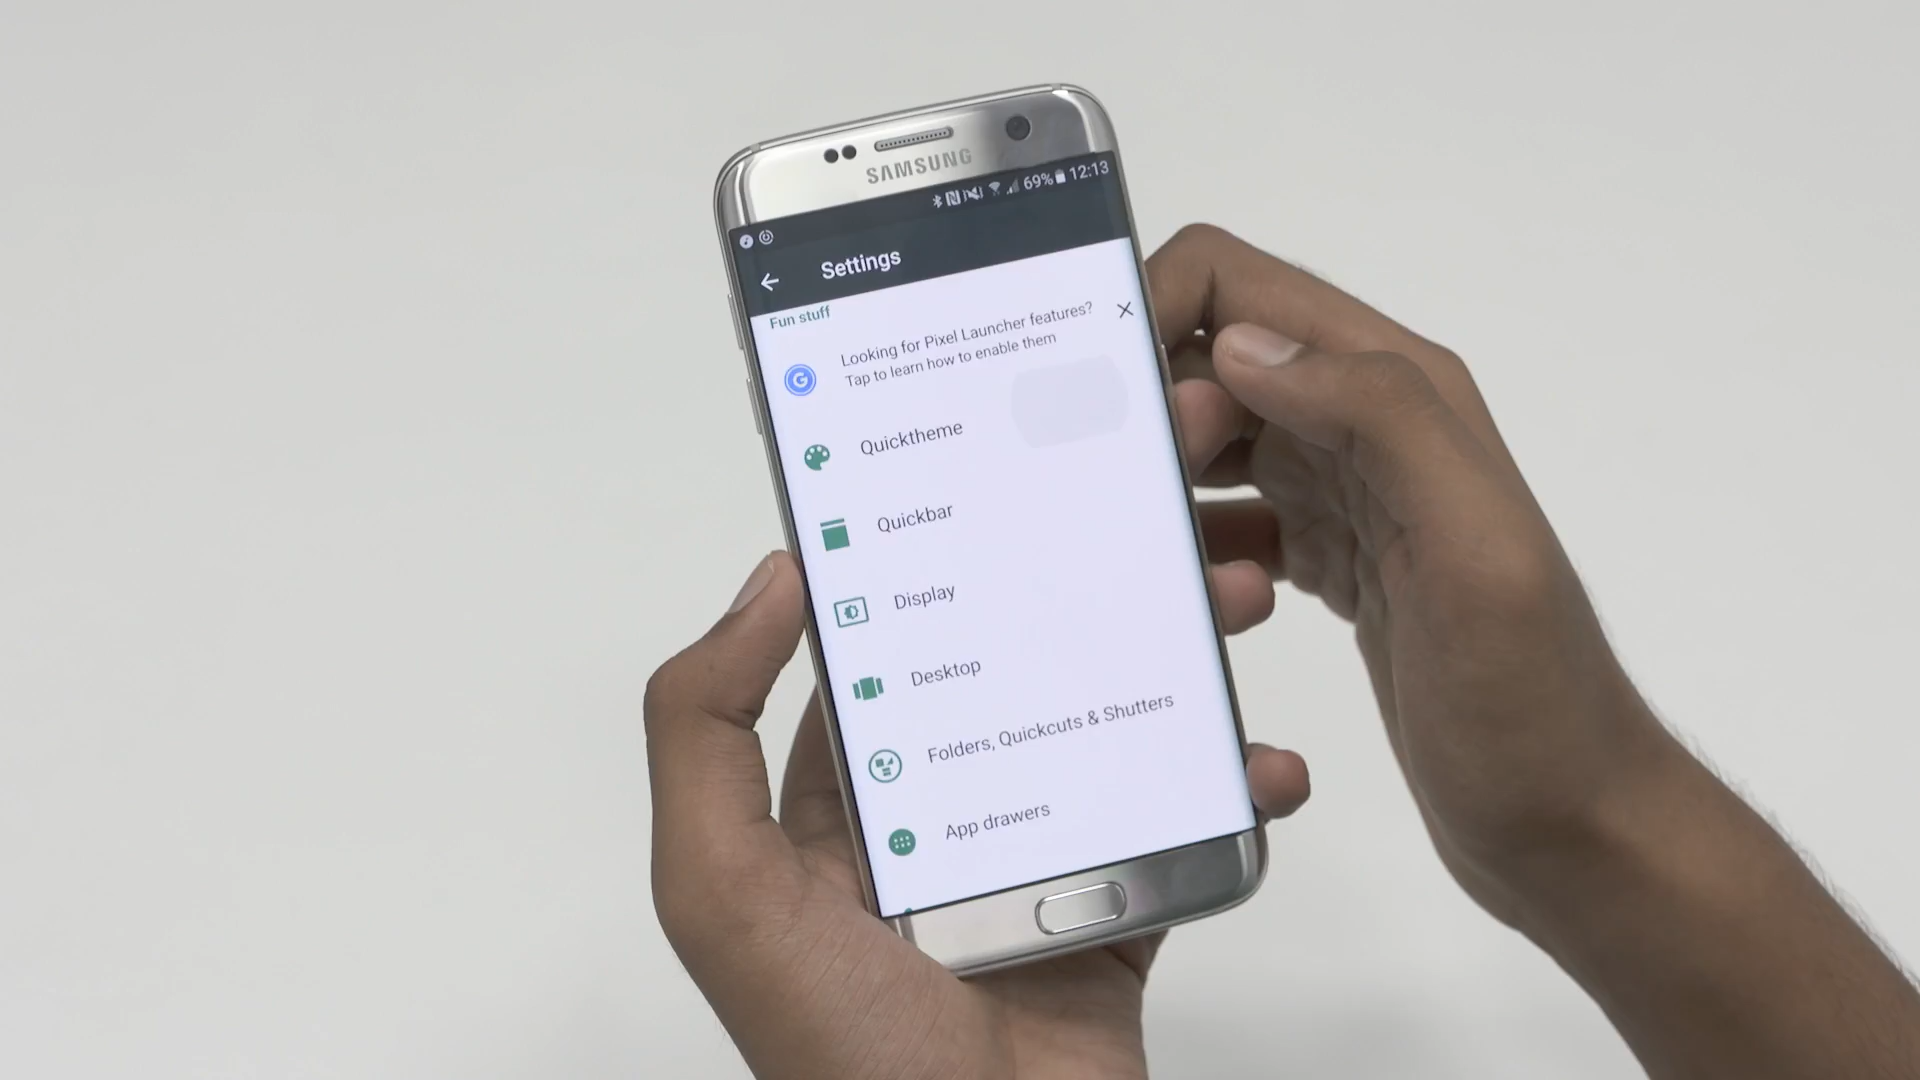 SAMSUNG
69% 12:13
Settings
Fun stuff
Looking for Pixel Launcher features?
Tap to learn how to enable them
G
Quicktheme
Quickbar
Display
Desktop
Folders, Quickcuts & Shutters
App drawers